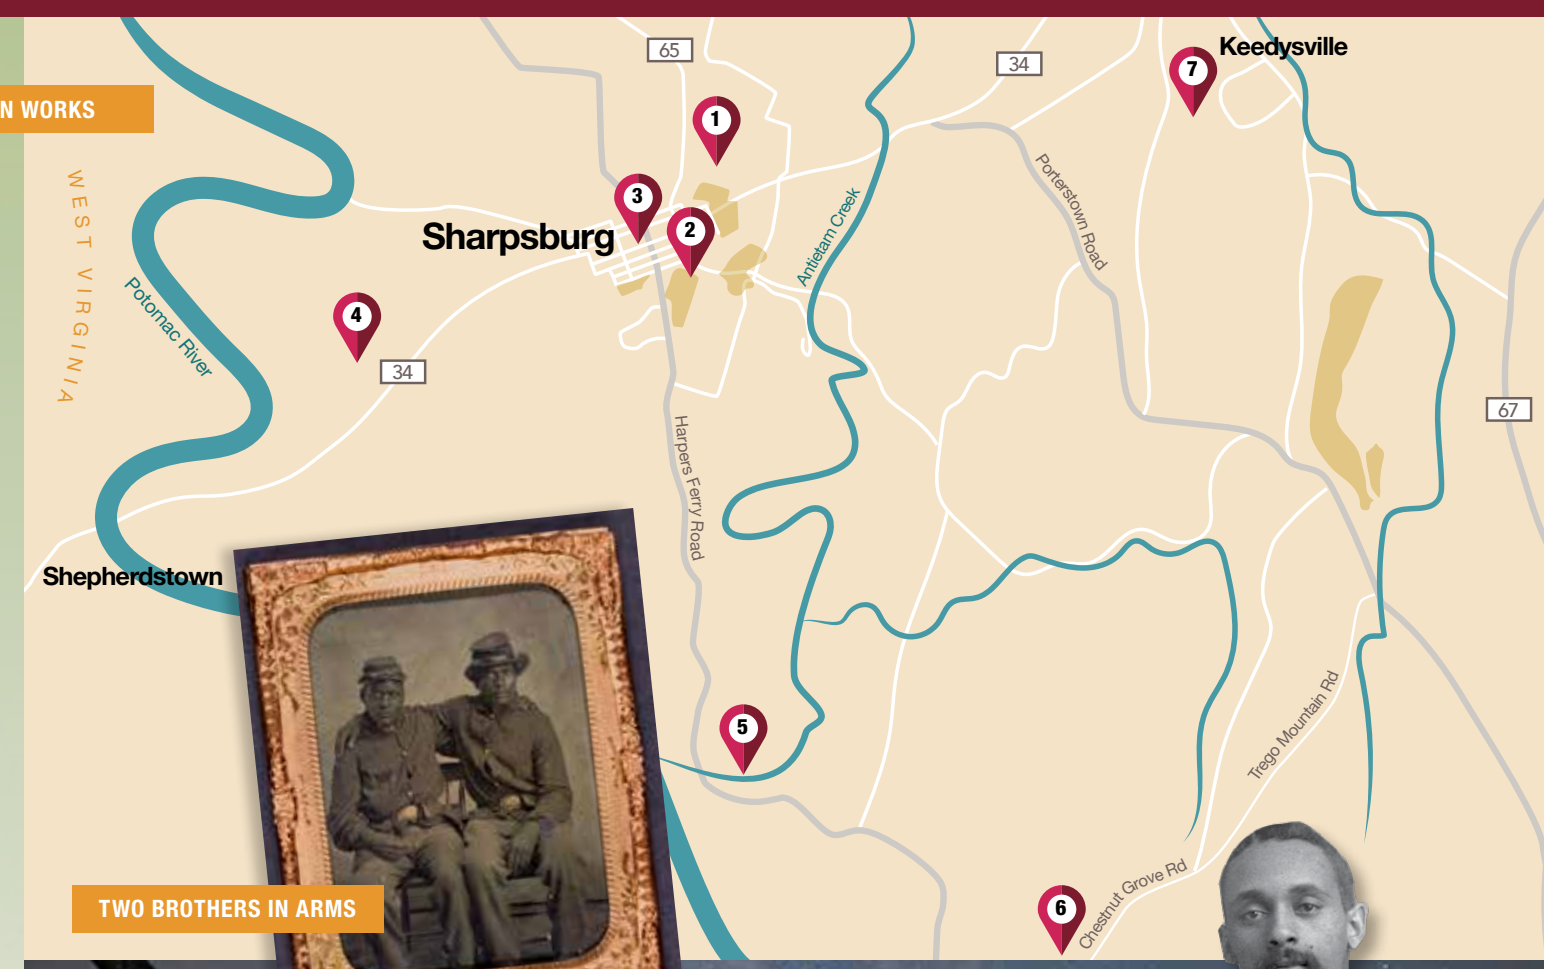 65
34
Keedysville
7
N WORKS
1
WEST VIRGINIA
3
2
Sharpsburg
Antietam Creek
Porterstown Road
Potomac River
4
34
67
Harpers Ferry Road
Shepherdstown
5
Trego Mountain Rd
TWO BROTHERS IN ARMS
6
Chestnut Grove Rd